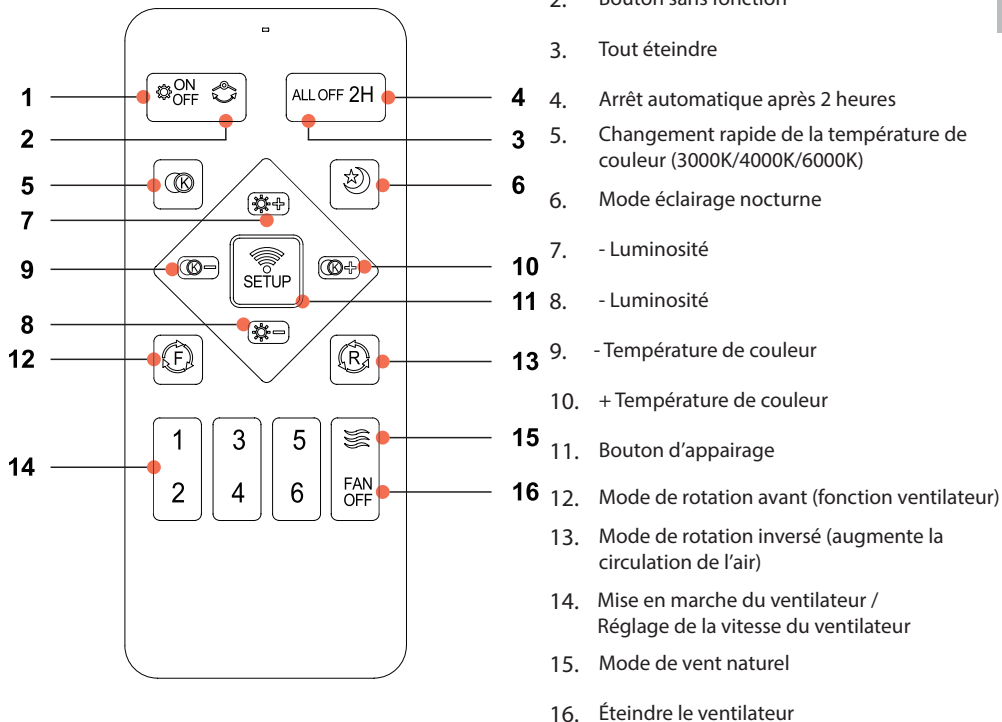 2. Bouton sans fonction
3. Tout éteindre
4. Arrêt automatique après 2 heures
5. Changement rapide de la température de
couleur (3000K/4000K/6000K)
6. Mode éclairage nocturne
7. - Luminosité
8. - Luminosité
9. - Température de couleur
10. + Température de couleur
11. Bouton d'appairage
12. Mode de rotation avant (fonction ventilateur)
13. Mode de rotation inversé (augmente la
circulation de l'air)
14. Mise en marche du ventilateur /
Réglage de la vitesse du ventilateur
15. Mode de vent naturel
16. Éteindre le ventilateur
ON
OFF
ALL OFF 2H
K
K -
K +
SETUP
F
R
1 3 5
2 4 6
FAN
OFF
1
2
5
7
9
8
12
14
4
3
6
10
11
13
15
16